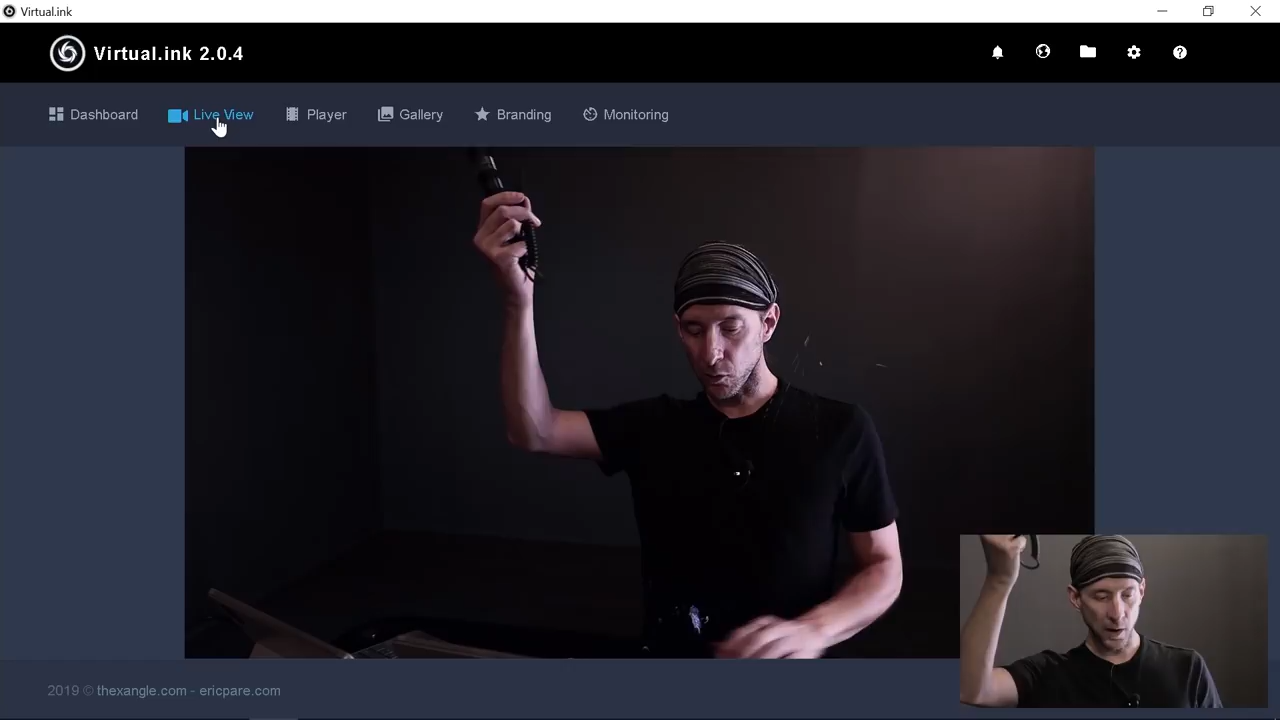 Virtual.ink
Virtual.ink 2.0.4
Dashboard
Live View
Player
Gallery
Branding
Monitoring
2019 © thexangle.com - ericpare.com